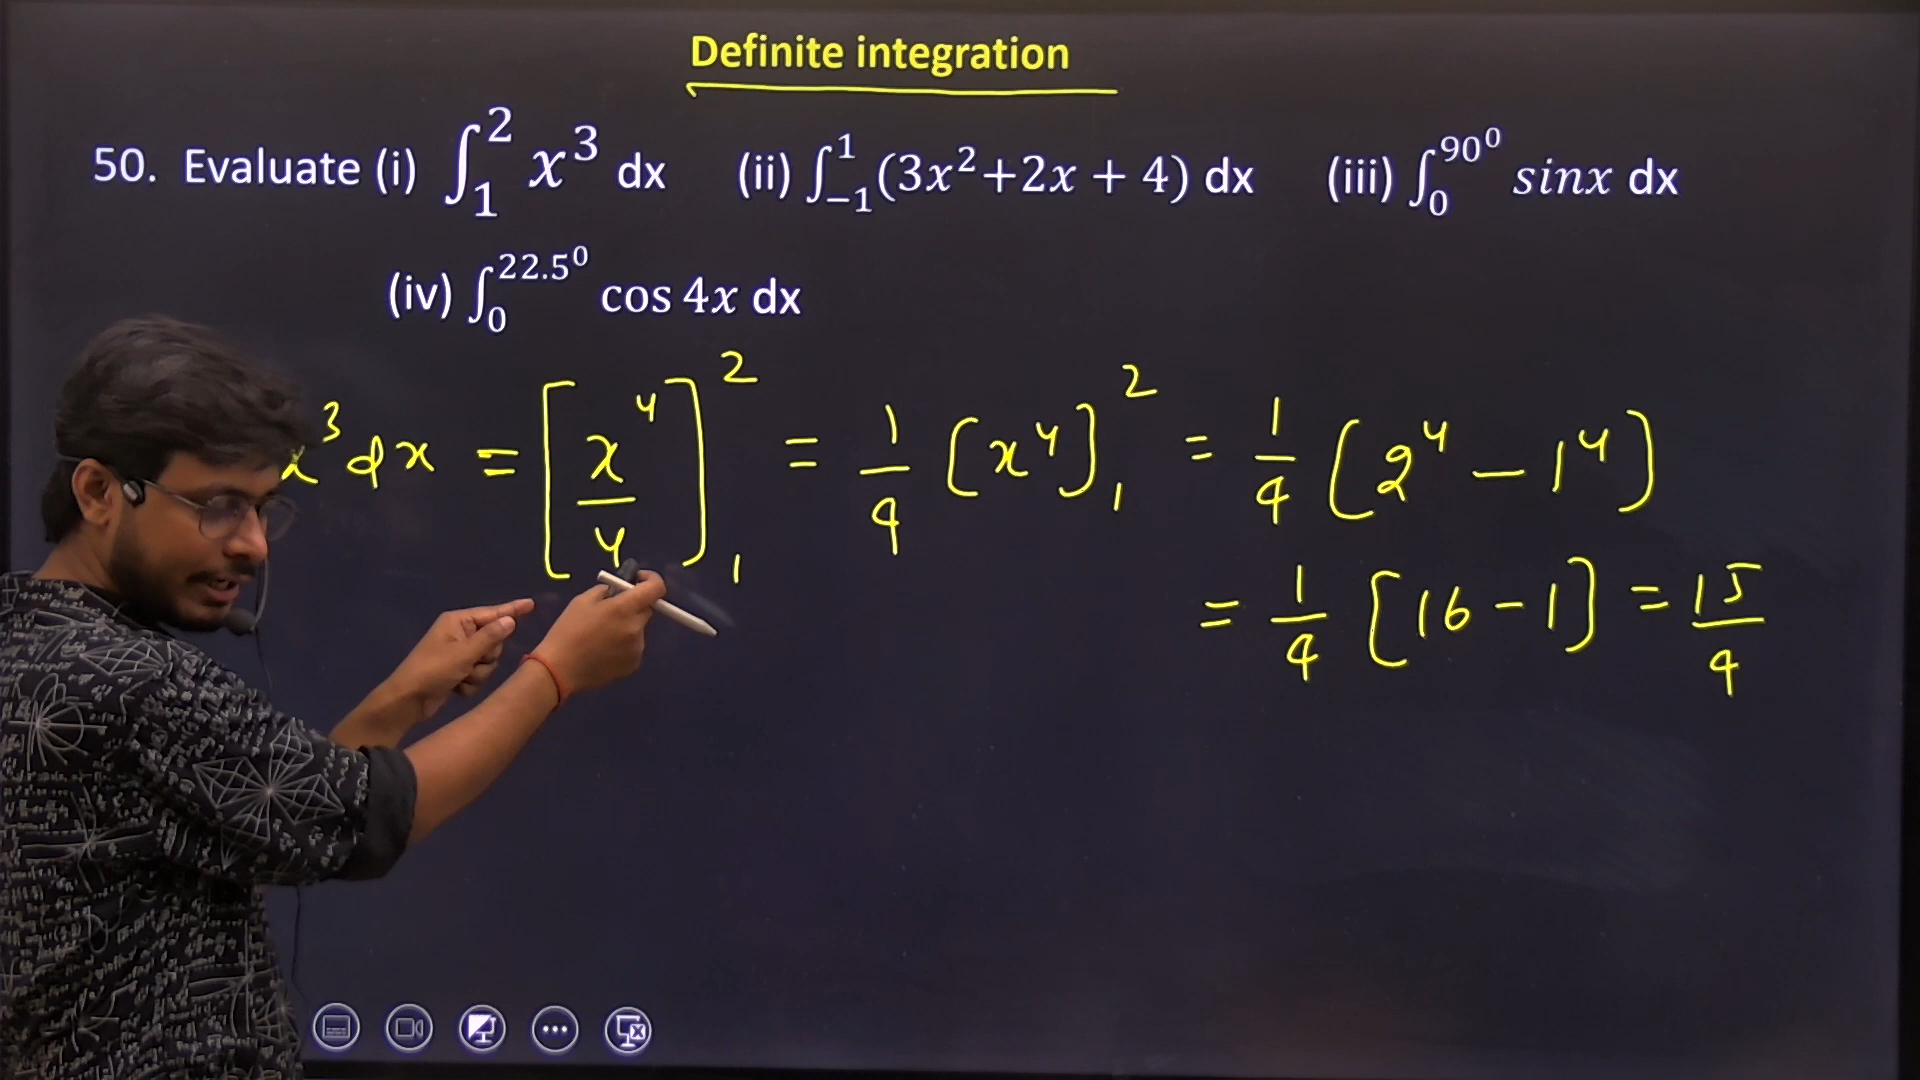 Definite integration
50. Evaluate (i) ∫₁² x³ dx (ii) ∫₋₁¹ (3x²+2x + 4) dx (iii) ∫₀^90⁰ sinx dx
(iv) ∫₀^22.5⁰ cos 4x dx
x³ dx = [x⁴/4]₁² = 1/4 [x⁴]₁² = 1/4 (2⁴ − 1⁴)
= 1/4 [16 − 1] = 15/4